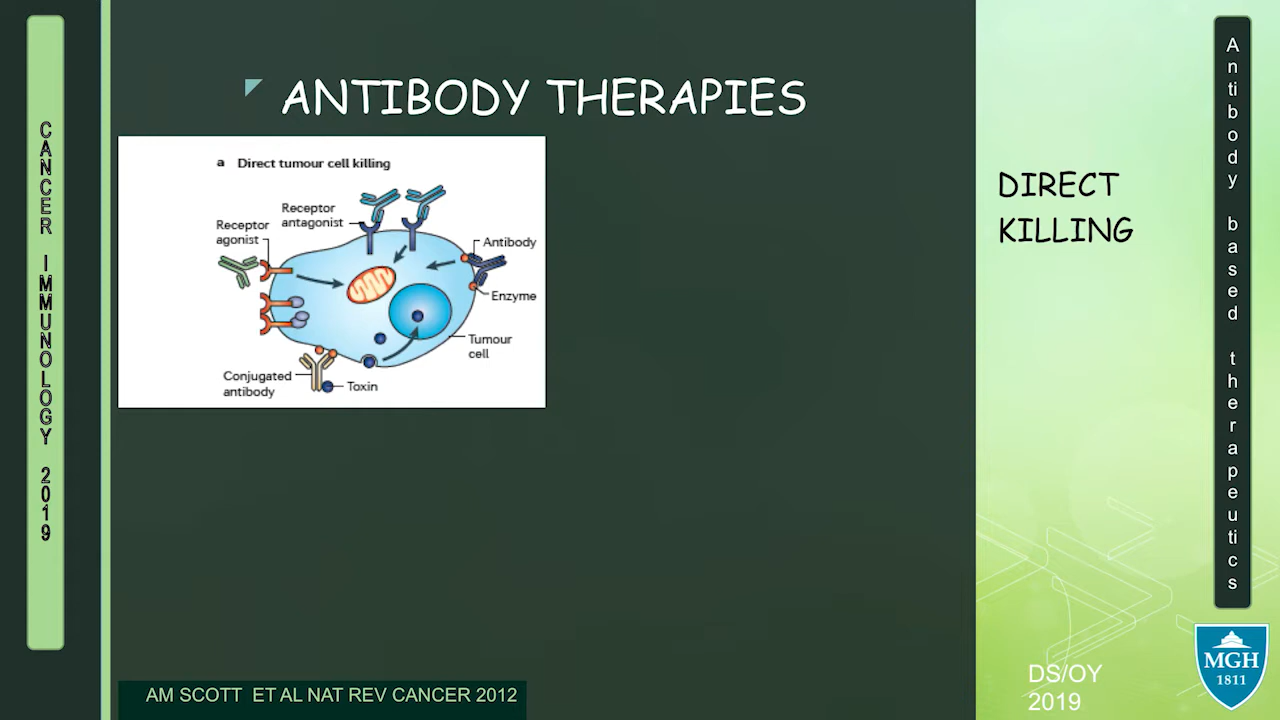 CANCER IMMUNOLOGY 2019
ANTIBODY THERAPIES
a Direct tumour cell killing
Receptor
antagonist
Receptor
agonist
Antibody
Enzyme
Tumour
cell
Conjugated
antibody
Toxin
AM SCOTT ET AL NAT REV CANCER 2012
DIRECT
KILLING
Antibody based therapeutics
DS/OY
2019
MGH
1811